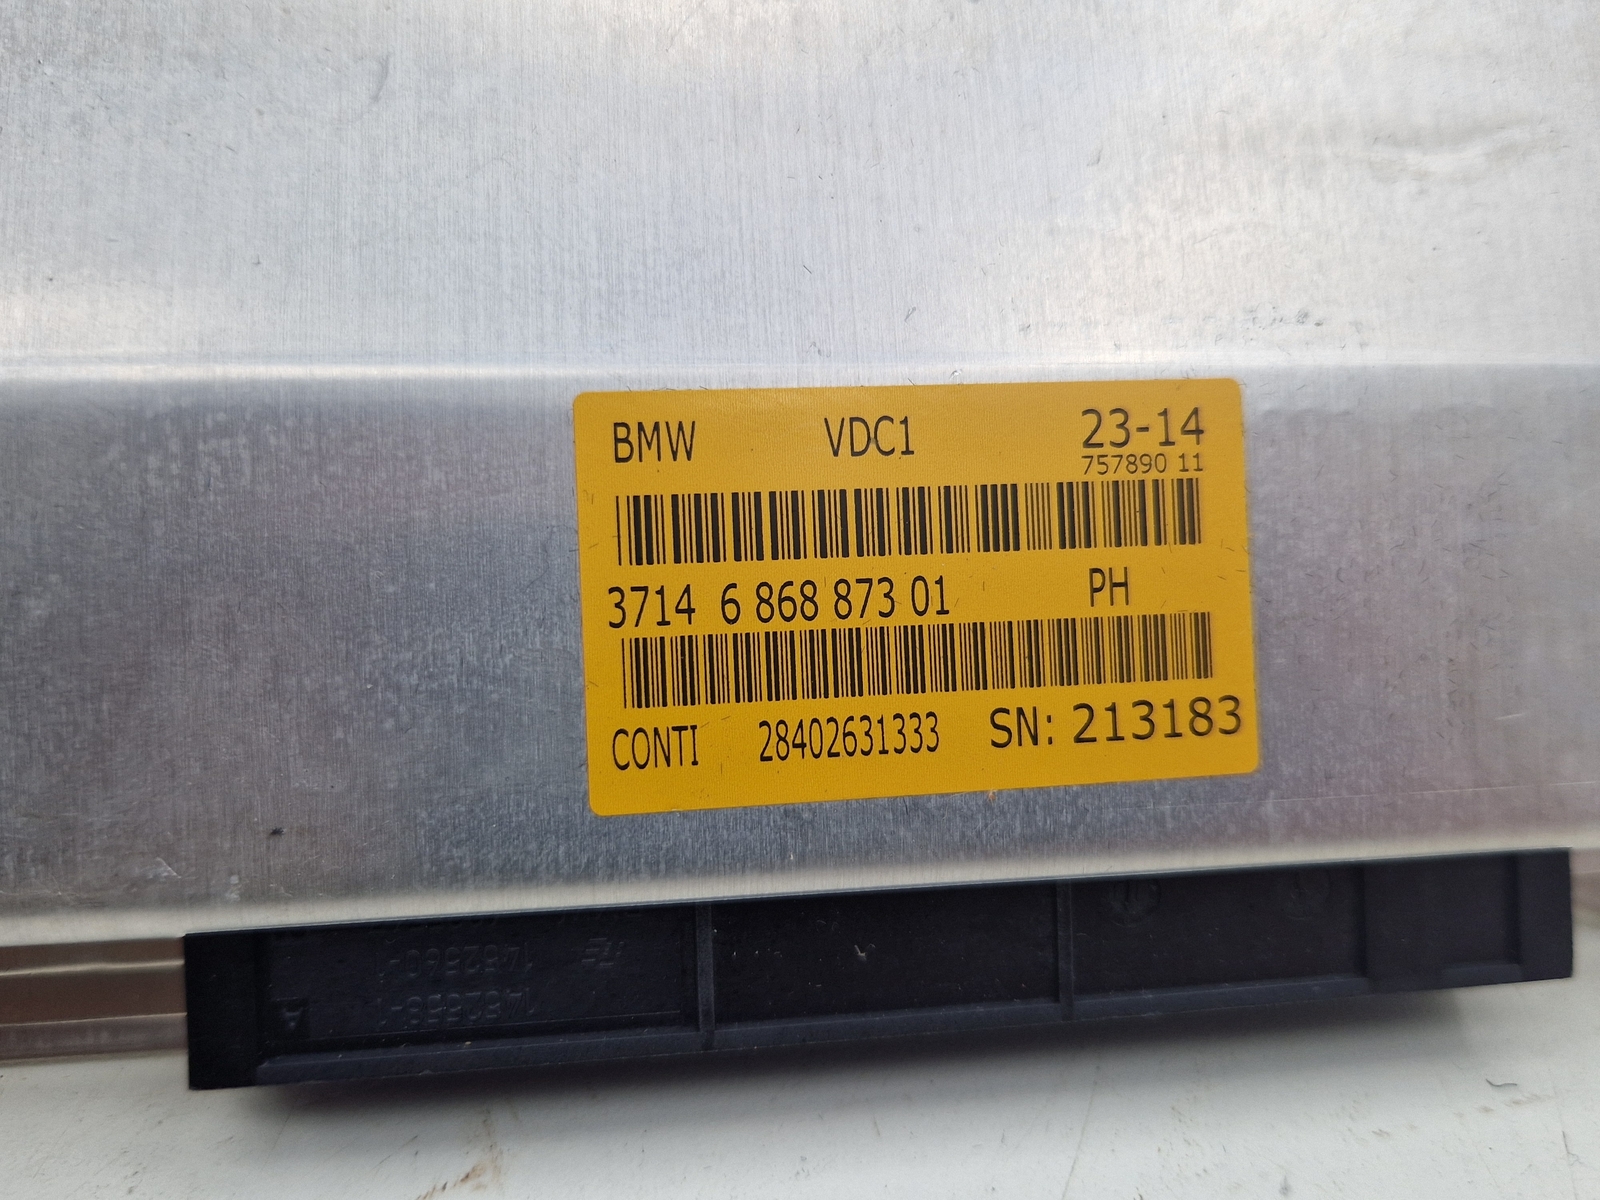 BMW VDC1 23-14
757890 11
3714 6 868 873 01 PH
CONTI 28402631333 SN: 213183